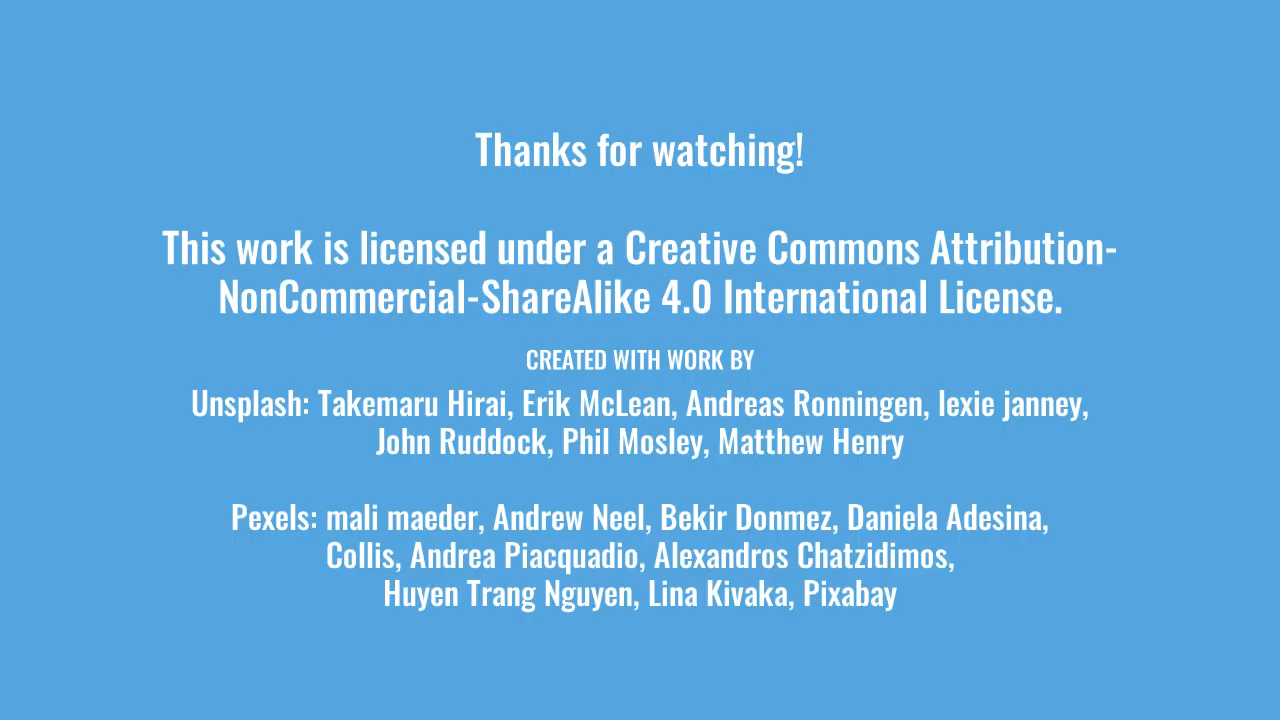 Thanks for watching!
This work is licensed under a Creative Commons Attribution-
NonCommercial-ShareAlike 4.0 International License.
CREATED WITH WORK BY
Unsplash: Takemaru Hirai, Erik McLean, Andreas Ronningen, lexie janney,
John Ruddock, Phil Mosley, Matthew Henry
Pexels: mali maeder, Andrew Neel, Bekir Donmez, Daniela Adesina,
Collis, Andrea Piacquadio, Alexandros Chatzidimos,
Huyen Trang Nguyen, Lina Kivaka, Pixabay